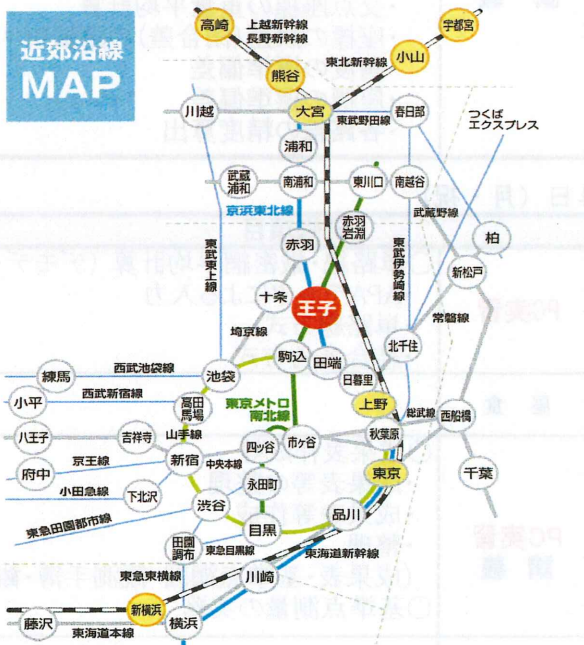 近郊沿線
MAP
高崎
上越新幹線
長野新幹線
宇都宮
熊谷
東北新幹線
小山
川越
大宮
東武野田線
春日部
つくば
エクスプレス
浦和
武蔵
浦和
南浦和
東川口
南越谷
京浜東北線
赤羽
岩淵
武蔵野線
柏
東武東上線
赤羽
東武伊勢崎線
新松戸
十条
王子
常磐線
埼京線
駒込
田端
北千住
西武池袋線
池袋
日暮里
練馬
西武新宿線
高田
馬場
東京メトロ
南北線
上野
小平
総武線
西船橋
八王子
吉祥寺
山手線
四ッ谷
市ヶ谷
秋葉原
京王線
新宿
中央本線
東京
千葉
府中
小田急線
下北沢
永田町
渋谷
品川
東急田園都市線
目黒
田園
調布
東急目黒線
東海道新幹線
東急東横線
川崎
新横浜
藤沢
東海道本線
横浜
PC実習
PC実習